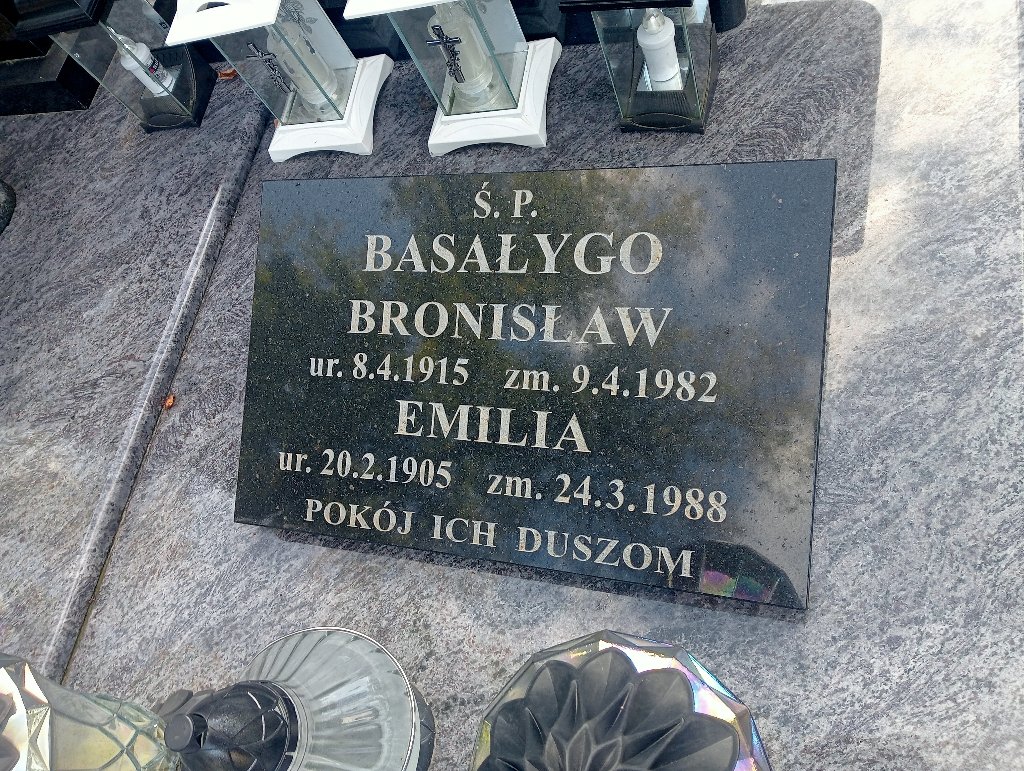 Ś. P.
BASAŁYGO
BRONISŁAW
ur. 8.4.1915 zm. 9.4.1982
EMILIA
ur. 20.2.1905 zm. 24.3.1988
POKÓJ ICH DUSZOM